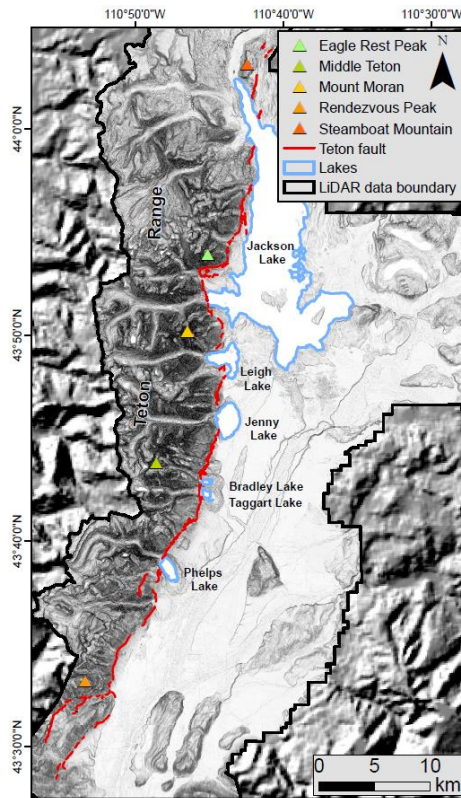 110°50'0"W
110°40'0"W
110°30'0"W
N
Eagle Rest Peak
Middle Teton
Mount Moran
Rendezvous Peak
Steamboat Mountain
Teton fault
Lakes
LiDAR data boundary
44°0'0"N
Range
Jackson
Lake
43°50'0"N
Leigh
Lake
Teton
Jenny
Lake
Bradley Lake
Taggart Lake
43°40'0"N
Phelps
Lake
43°30'0"N
0 5 10
km